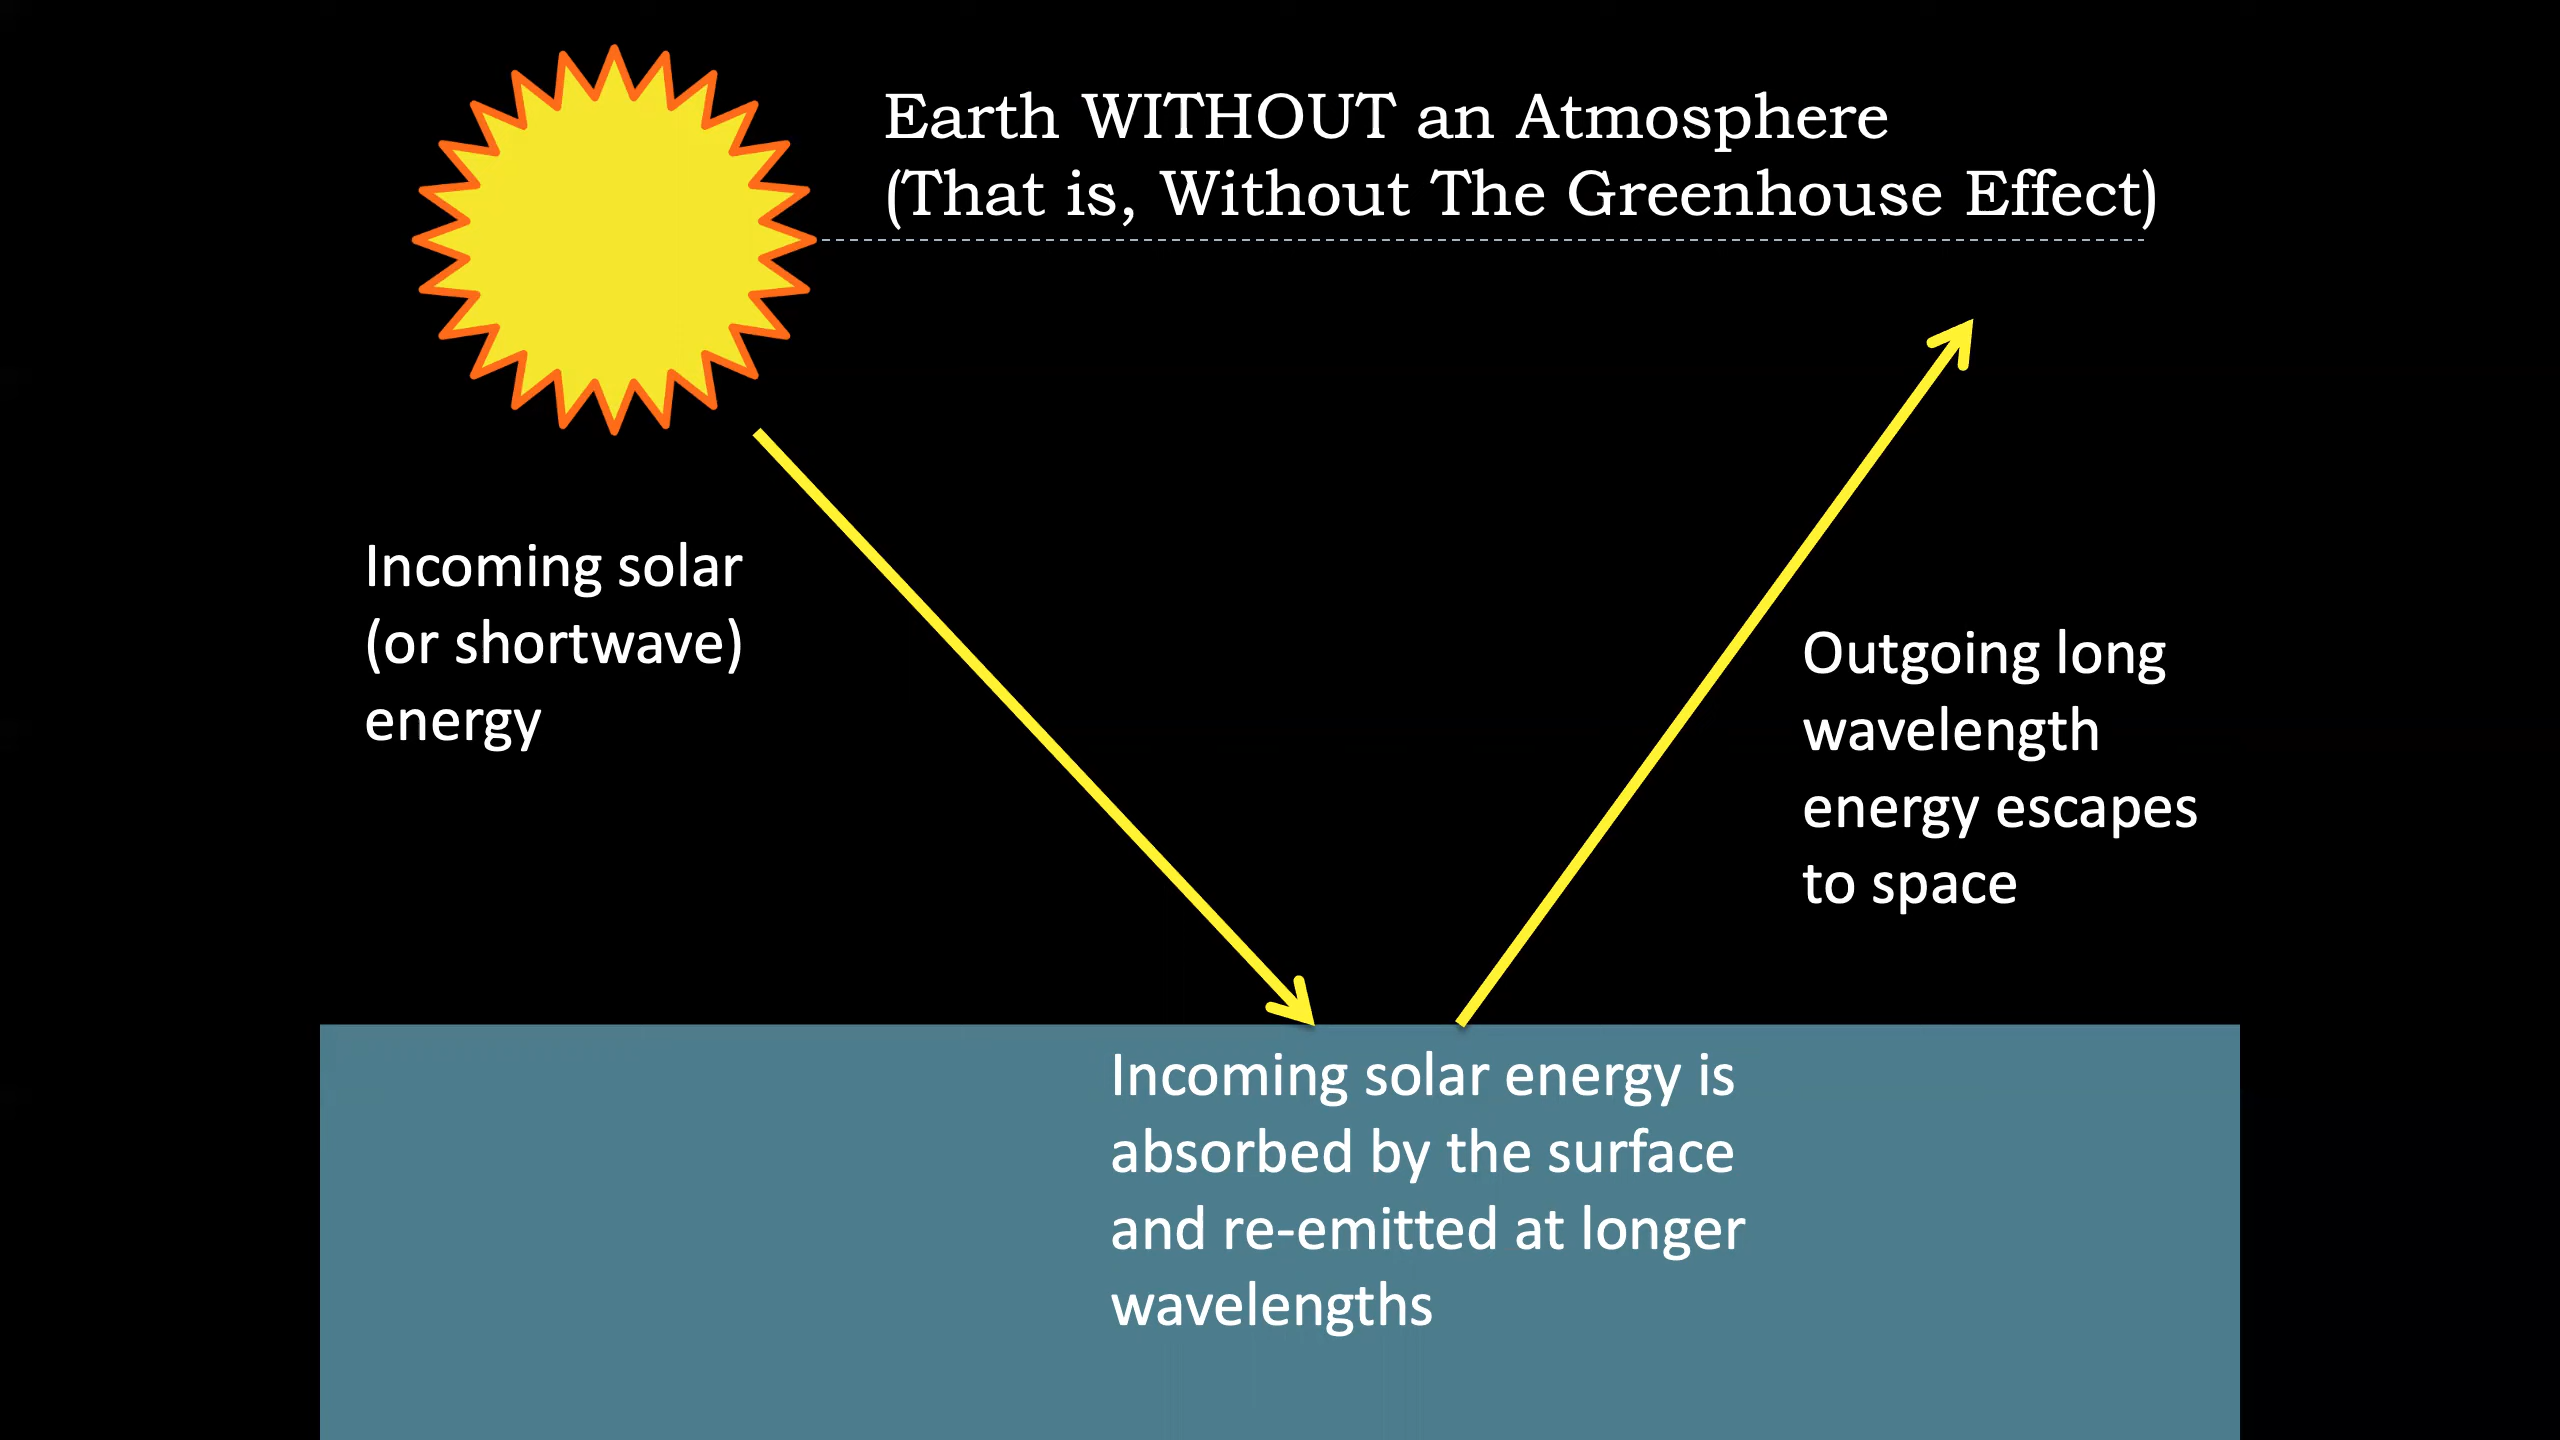 Earth WITHOUT an Atmosphere
(That is, Without The Greenhouse Effect)
Incoming solar
(or shortwave)
energy
Outgoing long
wavelength
energy escapes
to space
Incoming solar energy is
absorbed by the surface
and re-emitted at longer
wavelengths